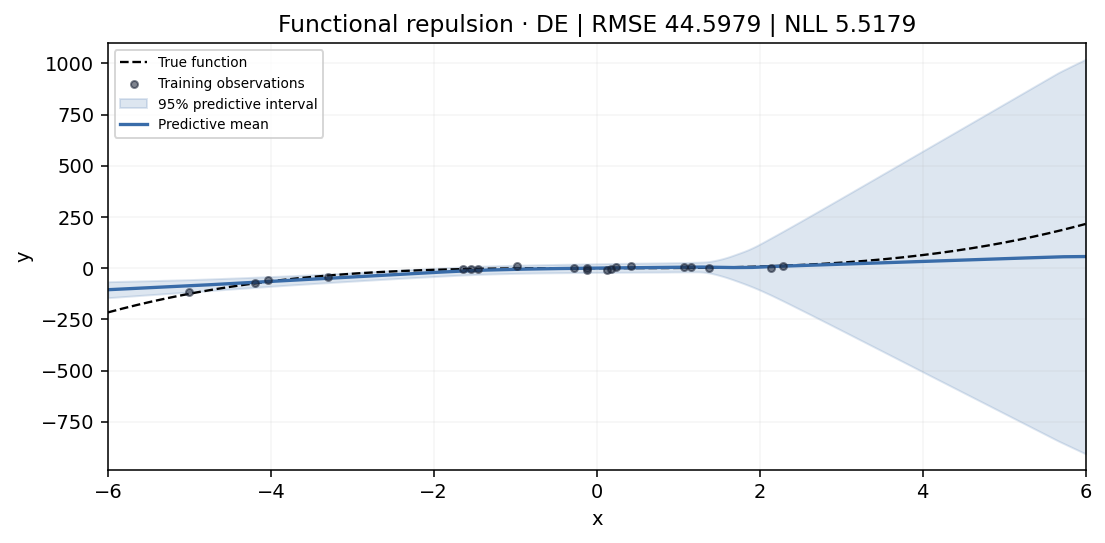 Functional repulsion · DE | RMSE 44.5979 | NLL 5.5179
True function
Training observations
95% predictive interval
Predictive mean
1000
750
500
250
0
−250
−500
−750
y
−6
−4
−2
0
2
4
6
x